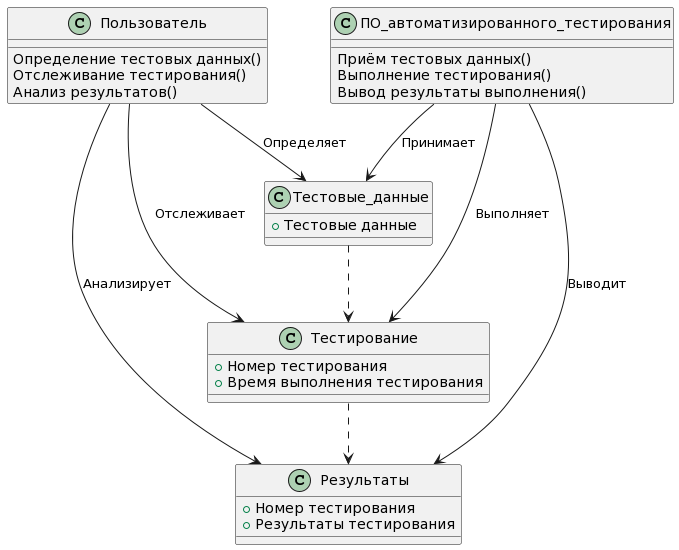 C Пользователь
Определение тестовых данных()
Отслеживание тестирования()
Анализ результатов()
C ПО_автоматизированного_тестирования
Приём тестовых данных()
Выполнение тестирования()
Вывод результаты выполнения()
Определяет
Принимает
C Тестовые_данные
Тестовые данные
Отслеживает
Выполняет
Анализирует
Выводит
C Тестирование
Номер тестирования
Время выполнения тестирования
C Результаты
Номер тестирования
Результаты тестирования